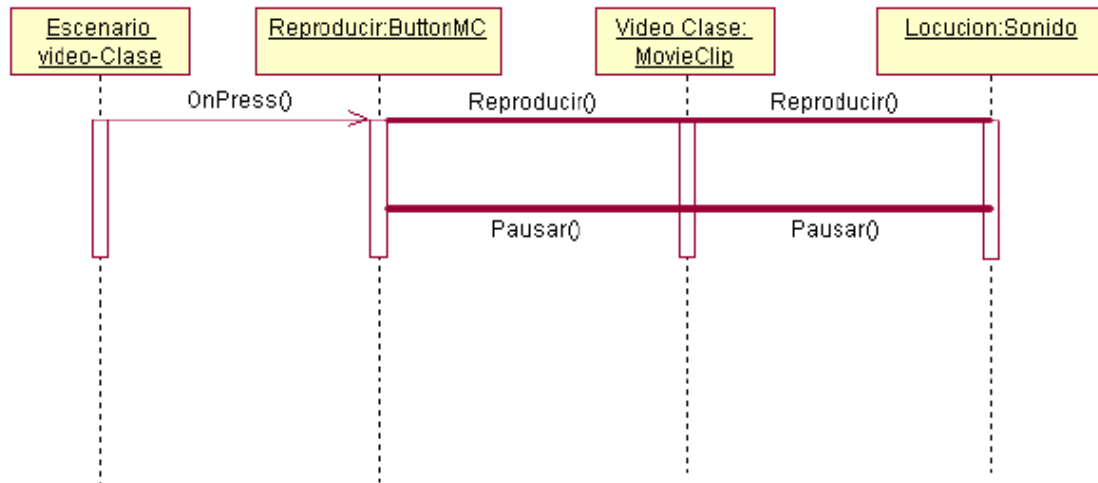 Escenario
video-Clase
Reproducir:ButtonMC
Video Clase:
MovieClip
Locucion:Sonido
OnPress()
Reproducir()
Reproducir()
Pausar()
Pausar()